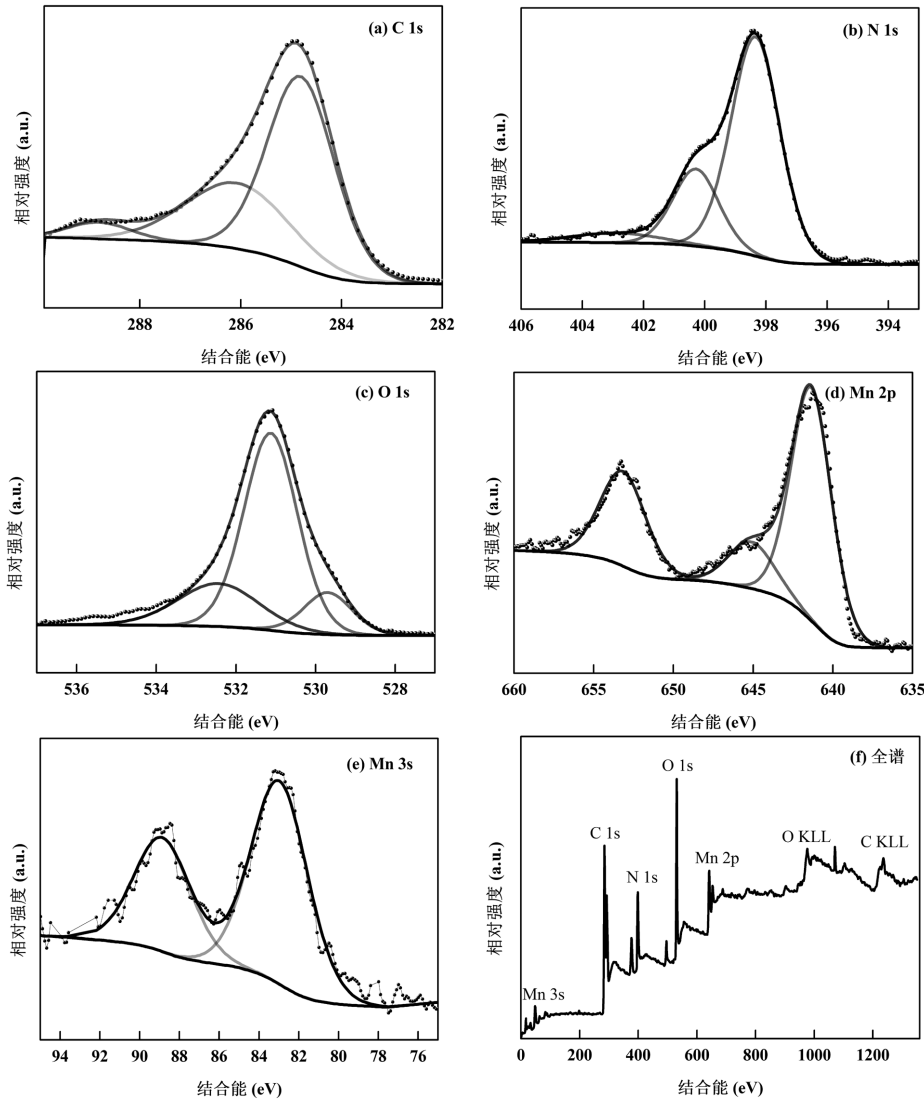 (a) C 1s
相对强度 (a.u.)
288 286 284 282
结合能 (eV)
(b) N 1s
相对强度 (a.u.)
406 404 402 400 398 396 394
结合能 (eV)
(c) O 1s
相对强度 (a.u.)
536 534 532 530 528
结合能 (eV)
(d) Mn 2p
相对强度 (a.u.)
660 655 650 645 640 635
结合能 (eV)
(e) Mn 3s
相对强度 (a.u.)
94 92 90 88 86 84 82 80 78 76
结合能 (eV)
(f) 全谱
O 1s
C 1s
O KLL
C KLL
Mn 2p
N 1s
Mn 3s
相对强度 (a.u.)
0 200 400 600 800 1000 1200
结合能 (eV)